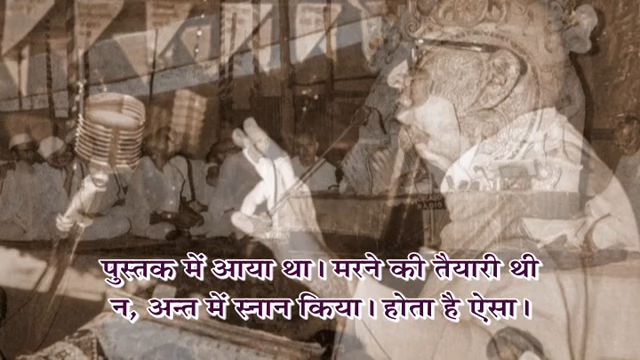 पुस्तक में आया था। मरने की तैयारी थी
न, अन्त में स्नान किया। होता है ऐसा।